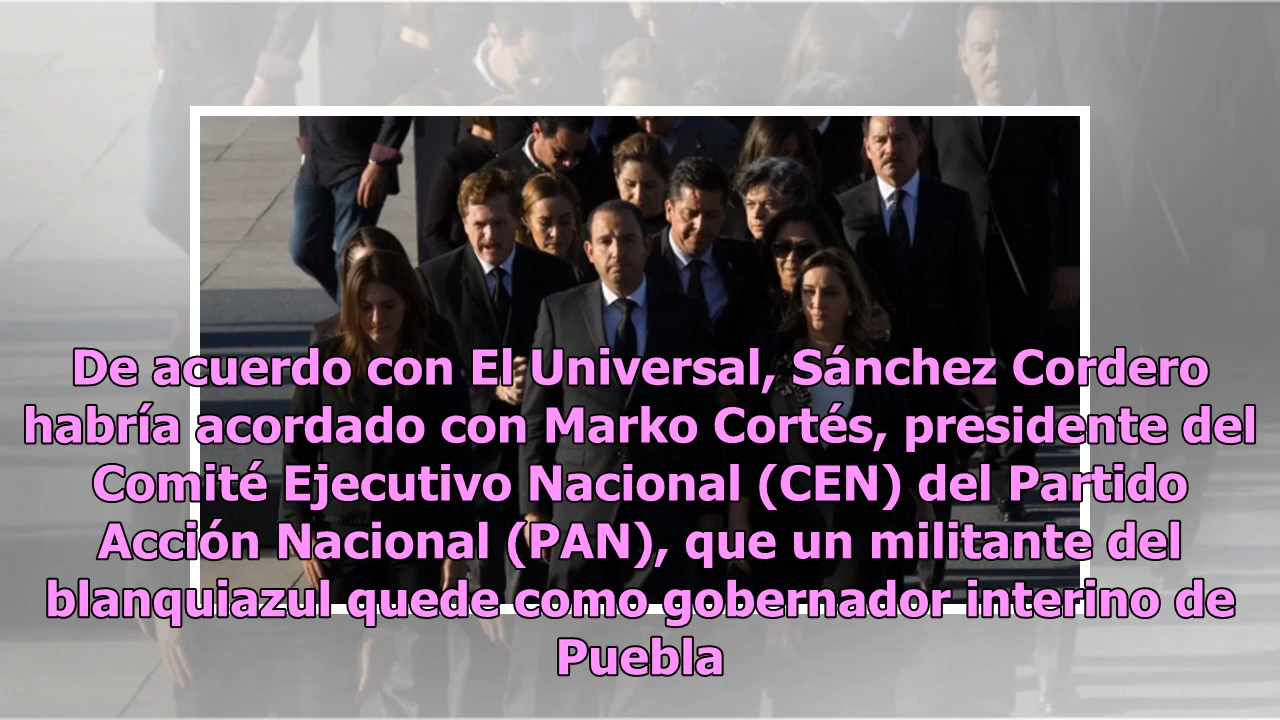 De acuerdo con El Universal, Sánchez Cordero
habría acordado con Marko Cortés, presidente del
Comité Ejecutivo Nacional (CEN) del Partido
Acción Nacional (PAN), que un militante del
blanquiazul quede como gobernador interino de
Puebla